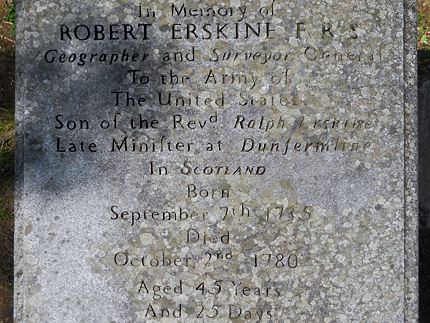 In Memory of
ROBERT ERSKINE F. R. S.
Geographer and Surveyor General
To the Army of
The United States
Son of the Revd Ralph Erskine
Late Minister at Dunfermline
In SCOTLAND
Born
September 7th 1735
Died
October 2nd 1780
Aged 45 Years
And 25 Days